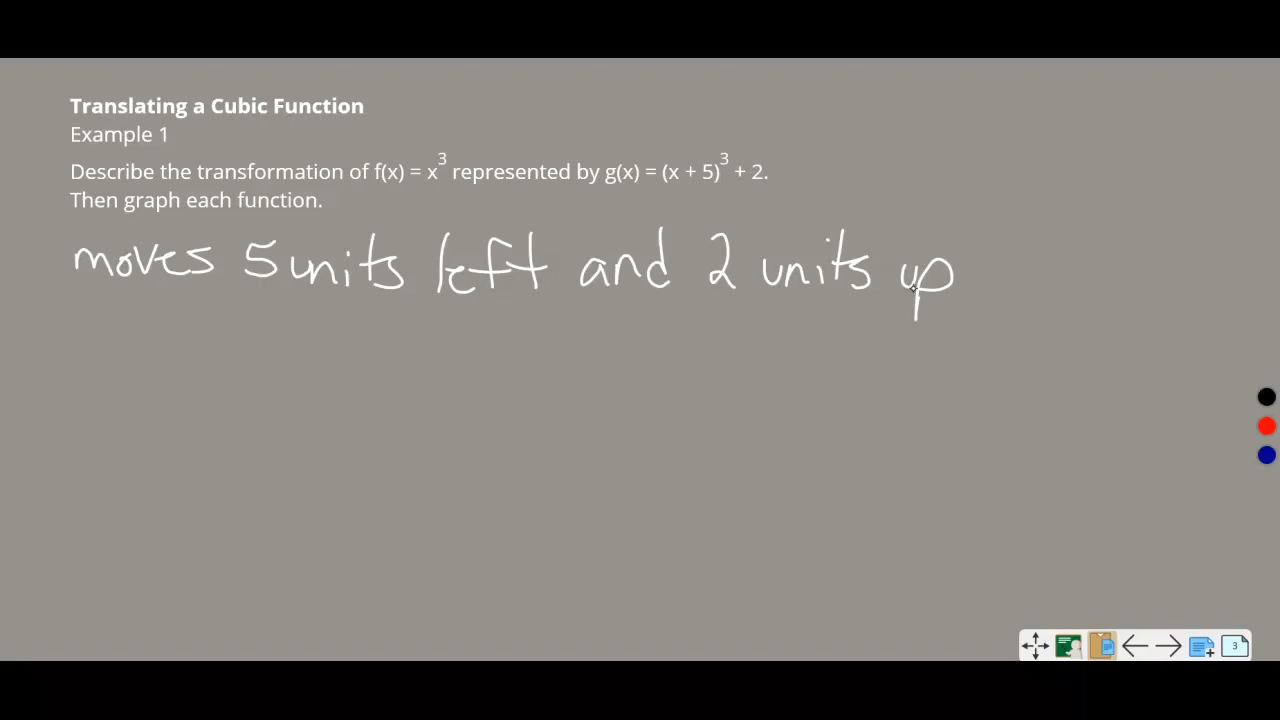 Translating a Cubic Function
Example 1
Describe the transformation of f(x) = x³ represented by g(x) = (x + 5)³ + 2.
Then graph each function.
moves 5 units left and 2 units up
3